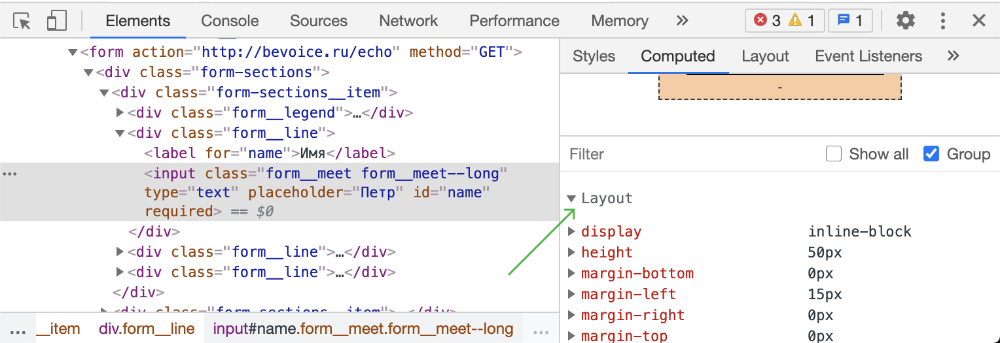 Elements Console Sources Network Performance Memory » 3 1 1
<form action="http://bevoice.ru/echo" method="GET">
<div class="form-sections">
<div class="form-sections__item">
<div class="form__legend">…</div>
<div class="form__line">
<label for="name">Имя</label>
<input class="form__meet form__meet--long"
type="text" placeholder="Петр" id="name"
required> == $0
</div>
<div class="form__line">…</div>
<div class="form__line">…</div>
</div>
<div class="form-sections__item">…</div>
... __item div.form__line input#name.form__meet.form__meet--long ...
Styles Computed Layout Event Listeners »
-
Filter Show all Group
Layout
display inline-block
height 50px
margin-bottom 0px
margin-left 15px
margin-right 0px
margin-top 0px